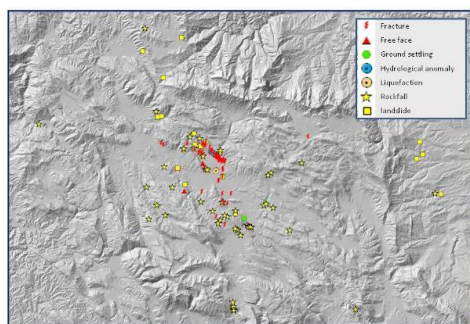 Fracture
Free face
Ground settling
Hydrological anomaly
Liquefaction
Rockfall
landslide